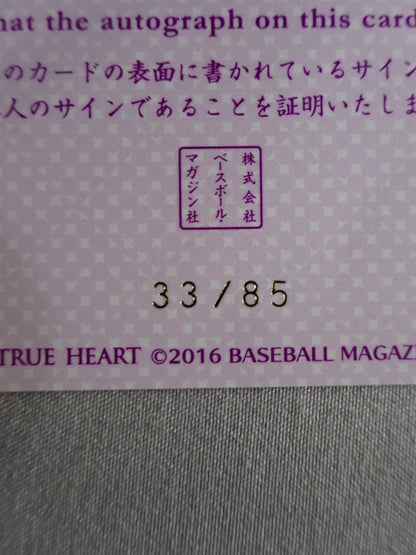 hat the autograph on this card
のカードの表面に書かれているサイン
人のサインであることを証明いたしま
株式会社
ベースボール・
マガジン社
33/85
TRUE HEART ©2016 BASEBALL MAGAZ